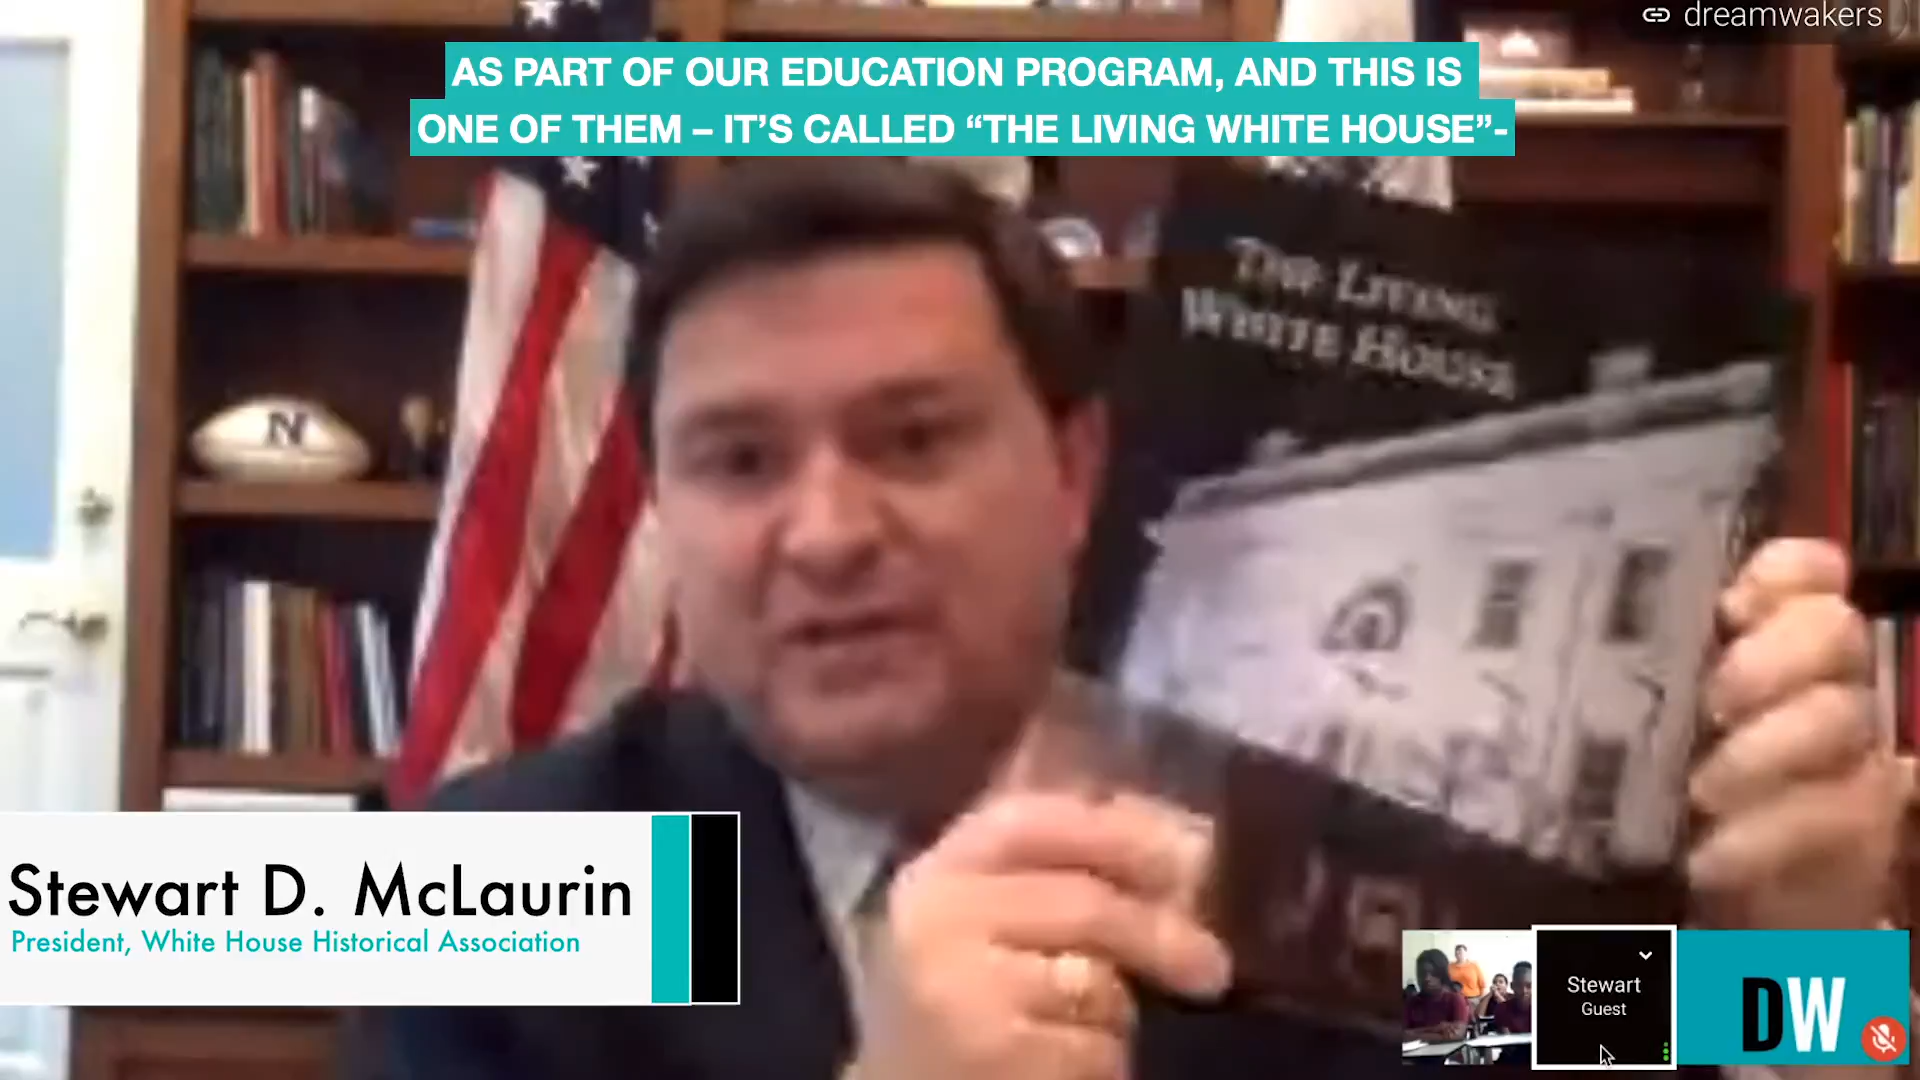 dreamwakers
AS PART OF OUR EDUCATION PROGRAM, AND THIS IS
ONE OF THEM – IT’S CALLED “THE LIVING WHITE HOUSE”-
THE LIVING
WHITE HOUSE
N
Stewart D. McLaurin
President, White House Historical Association
Stewart
Guest
DW